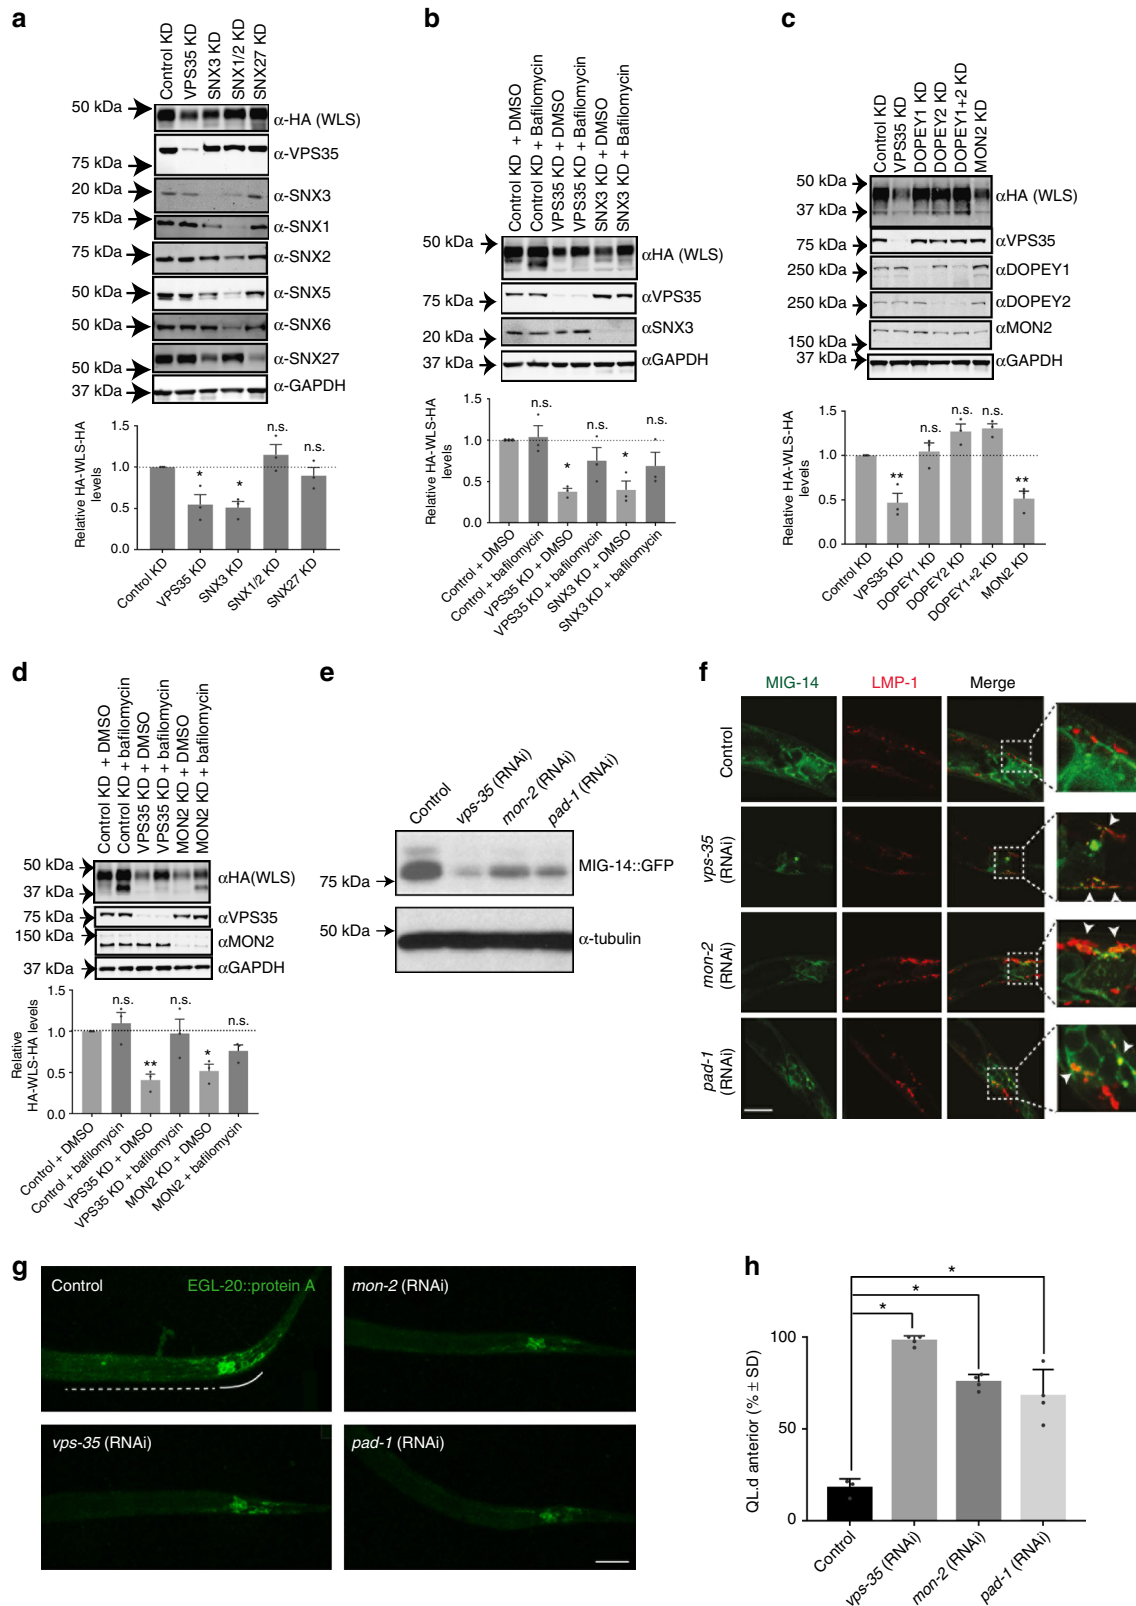 a
Control KD
VPS35 KD
SNX3 KD
SNX1/2 KD
SNX27 KD
50 kDa
α-HA (WLS)
α-VPS35
75 kDa
20 kDa
α-SNX3
75 kDa
α-SNX1
75 kDa
α-SNX2
50 kDa
α-SNX5
50 kDa
α-SNX6
α-SNX27
50 kDa
37 kDa
α-GAPDH
Relative HA-WLS-HA
levels
1.5
1.0
0.5
0.0
*
*
n.s.
n.s.
Control KD
VPS35 KD
SNX3 KD
SNX1/2 KD
SNX27 KD
b
Control KD + DMSO
Control KD + Bafilomycin
VPS35 KD + DMSO
VPS35 KD + Bafilomycin
SNX3 KD + DMSO
SNX3 KD + Bafilomycin
50 kDa
αHA (WLS)
75 kDa
αVPS35
20 kDa
αSNX3
37 kDa
αGAPDH
Relative HA-WLS-HA
levels
1.5
1.0
0.5
0.0
n.s.
*
n.s.
*
n.s.
Control + DMSO
Control + bafilomycin
VPS35 KD + DMSO
VPS35 KD + bafilomycin
SNX3 KD + DMSO
SNX3 KD + bafilomycin
c
Control KD
VPS35 KD
DOPEY1 KD
DOPEY2 KD
DOPEY1+2 KD
MON2 KD
50 kDa
αHA (WLS)
37 kDa
75 kDa
αVPS35
250 kDa
αDOPEY1
250 kDa
αDOPEY2
αMON2
150 kDa
37 kDa
αGAPDH
Relative HA-WLS-HA
levels
1.5
1.0
0.5
0
**
n.s.
n.s.
n.s.
**
Control KD
VPS35 KD
DOPEY1 KD
DOPEY2 KD
DOPEY1+2 KD
MON2 KD
d
Control KD + DMSO
Control KD + bafilomycin
VPS35 KD + DMSO
VPS35 KD + bafilomycin
MON2 KD + DMSO
MON2 KD + bafilomycin
50 kDa
αHA(WLS)
37 kDa
75 kDa
αVPS35
150 kDa
αMON2
37 kDa
αGAPDH
Relative
HA-WLS-HA levels
1.5
1.0
0.5
0.0
n.s.
**
n.s.
*
n.s.
Control + DMSO
Control + bafilomycin
VPS35 KD + DMSO
VPS35 KD + bafilomycin
MON2 KD + DMSO
MON2 + bafilomycin
e
Control
vps-35 (RNAi)
mon-2 (RNAi)
pad-1 (RNAi)
MIG-14::GFP
75 kDa
50 kDa
α-tubulin
f
MIG-14
LMP-1
Merge
Control
vps-35
(RNAi)
mon-2
(RNAi)
pad-1
(RNAi)
g
Control
EGL-20::protein A
mon-2 (RNAi)
vps-35 (RNAi)
pad-1 (RNAi)
h
QL.d anterior (% ± SD)
100
50
0
*
*
*
Control
vps-35 (RNAi)
mon-2 (RNAi)
pad-1 (RNAi)